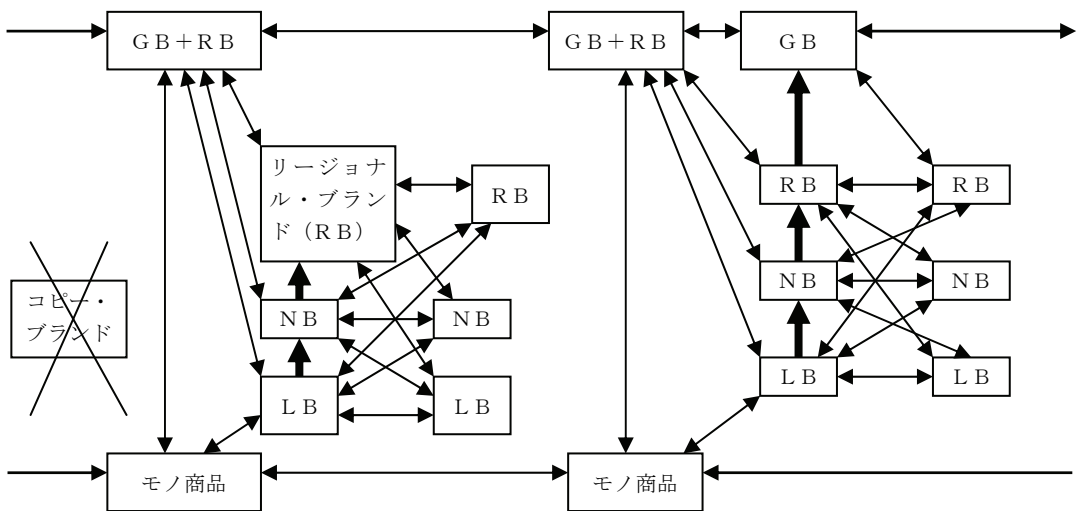 ＧＢ＋ＲＢ
ＧＢ＋ＲＢ
ＧＢ
リージョナ
ル・ブラン
ド（ＲＢ）
ＲＢ
ＲＢ
ＲＢ
コピー・
ブランド
ＮＢ
ＮＢ
ＮＢ
ＮＢ
ＬＢ
ＬＢ
ＬＢ
ＬＢ
モノ商品
モノ商品